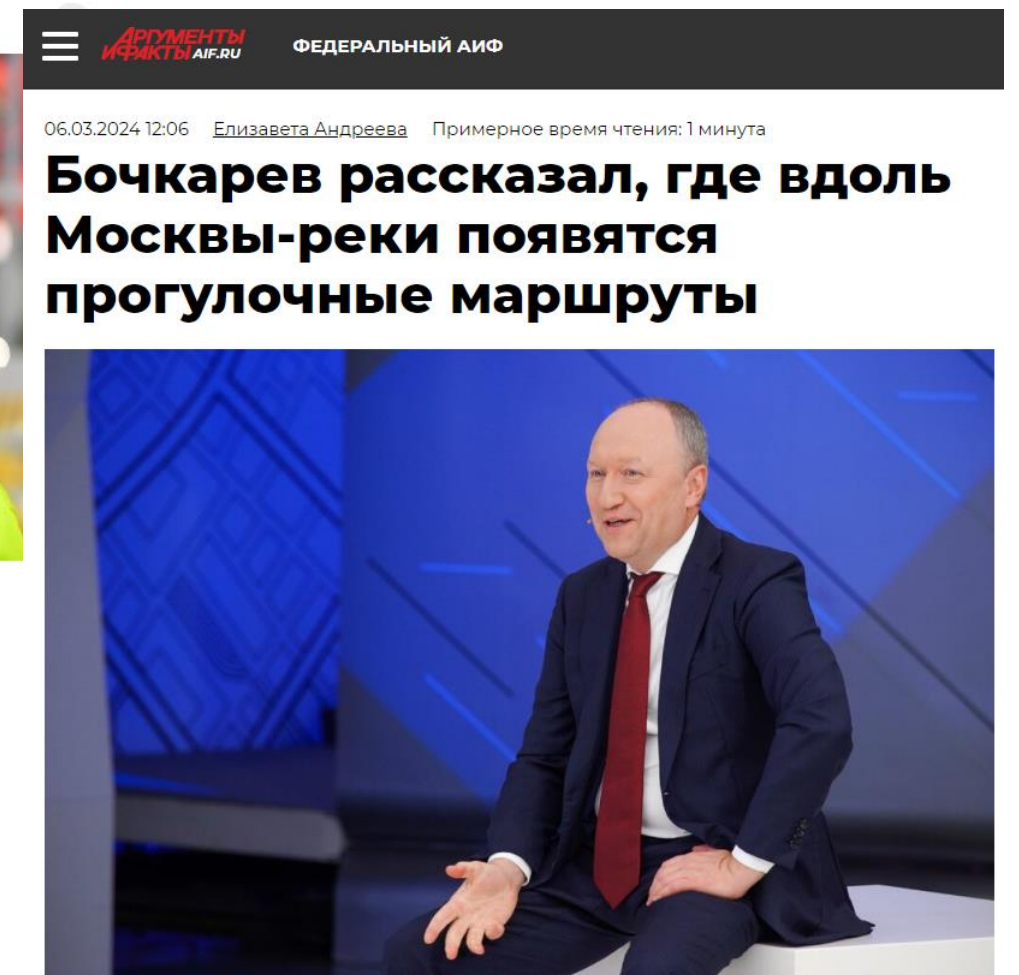 АРГУМЕНТЫ
И ФАКТЫ AIF.RU
ФЕДЕРАЛЬНЫЙ АИФ
06.03.2024 12:06 Елизавета Андреева Примерное время чтения: 1 минута
Бочкарев рассказал, где вдоль
Москвы-реки появятся
прогулочные маршруты